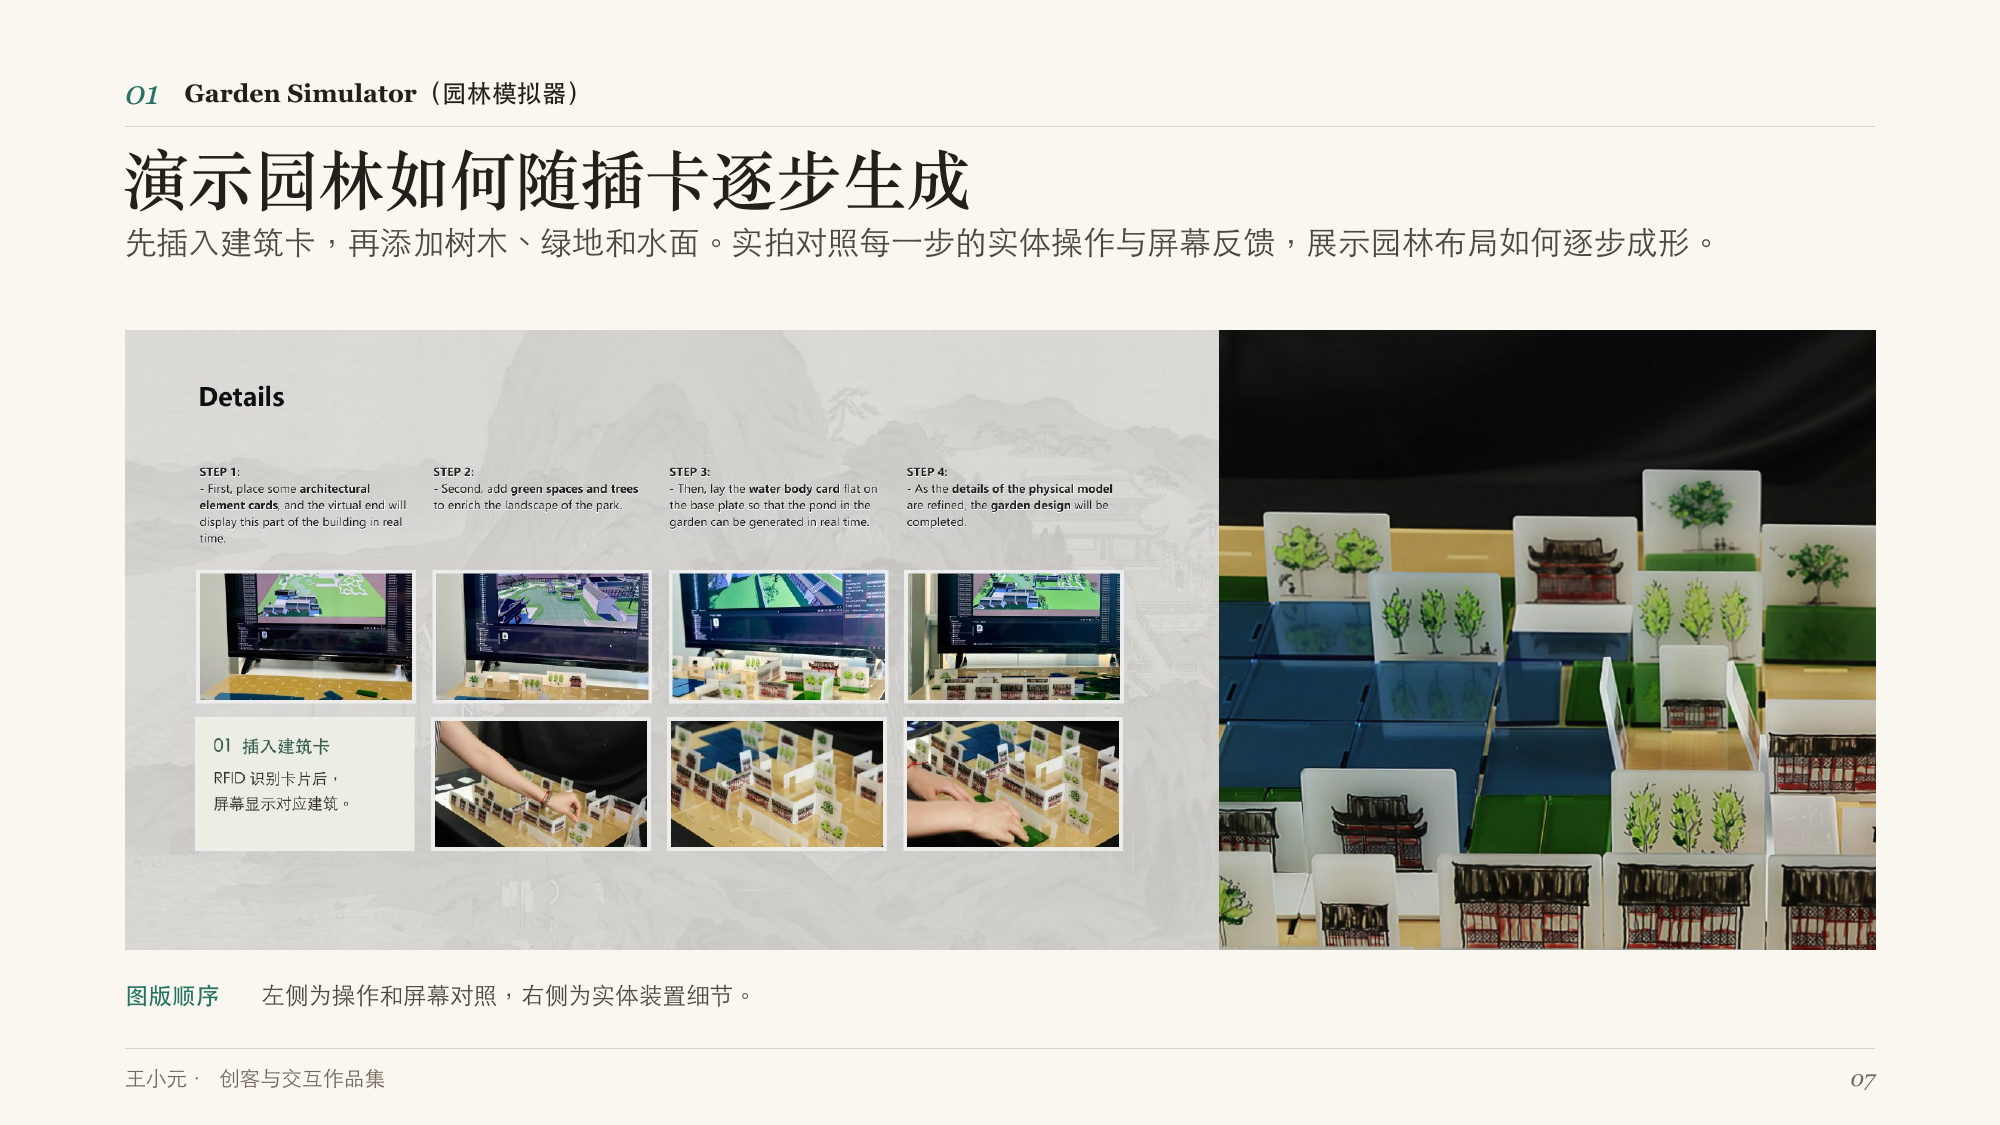 01 Garden Simulator（园林模拟器）
演示园林如何随插卡逐步生成
先插入建筑卡，再添加树木、绿地和水面。实拍对照每一步的实体操作与屏幕反馈，展示园林布局如何逐步成形。
Details
STEP 1:
- First, place some architectural
element cards, and the virtual end will
display this part of the building in real
time.
STEP 2:
- Second, add green spaces and trees
to enrich the landscape of the park.
STEP 3:
- Then, lay the water body card flat on
the base plate so that the pond in the
garden can be generated in real time.
STEP 4:
- As the details of the physical model
are refined, the garden design will be
completed.
01 插入建筑卡
RFID 识别卡片后，
屏幕显示对应建筑。
图版顺序 左侧为操作和屏幕对照，右侧为实体装置细节。
王小元 · 创客与交互作品集
07